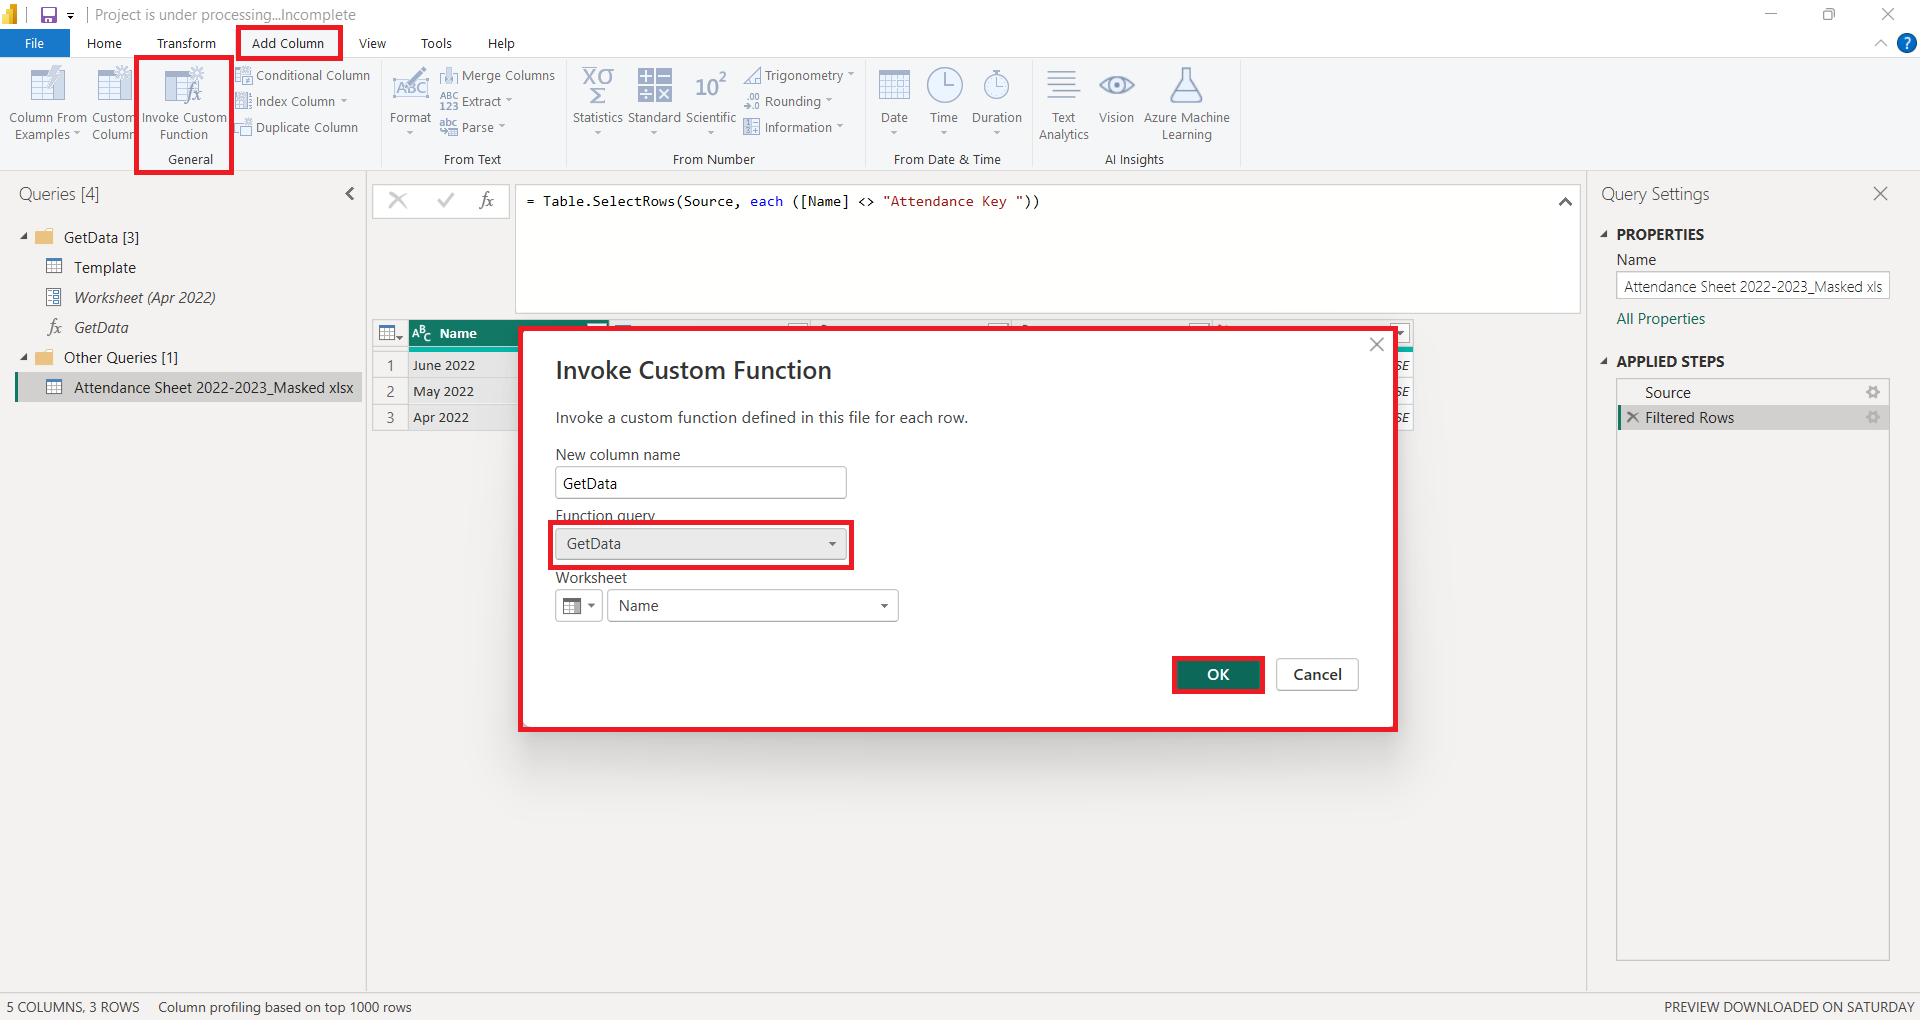 Project is under processing...Incomplete
File
Home
Transform
Add Column
View
Tools
Help
Column From
Examples
Custom
Column
Invoke Custom
Function
Conditional Column
Index Column
Duplicate Column
General
Format
Merge Columns
Extract
Parse
From Text
Statistics
Standard
Scientific
Trigonometry
Rounding
Information
From Number
Date
Time
Duration
From Date & Time
Text
Analytics
Vision
Azure Machine
Learning
AI Insights
Queries [4]
GetData [3]
Template
Worksheet (Apr 2022)
fx GetData
Other Queries [1]
Attendance Sheet 2022-2023_Masked xlsx
fx
= Table.SelectRows(Source, each ([Name] <> "Attendance Key "))
ABC Name
1 June 2022 SE
2 May 2022 SE
3 Apr 2022 SE
Invoke Custom Function
Invoke a custom function defined in this file for each row.
New column name
GetData
Function query
GetData
Worksheet
Name
OK
Cancel
Query Settings
PROPERTIES
Name
Attendance Sheet 2022-2023_Masked xls
All Properties
APPLIED STEPS
Source
Filtered Rows
5 COLUMNS, 3 ROWS
Column profiling based on top 1000 rows
PREVIEW DOWNLOADED ON SATURDAY